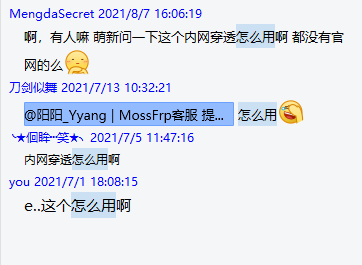 MengdaSecret 2021/8/7 16:06:19
啊，有人嘛 萌新问一下这个内网穿透怎么用啊 都没有官
网的么
刀剑似舞 2021/7/13 10:32:21
@阳阳_Yyang | MossFrp客服 提... 怎么用
╰★佪眸┈笑★╮ 2021/7/5 11:47:16
内网穿透怎么用啊
you 2021/7/1 18:08:15
e..这个怎么用啊